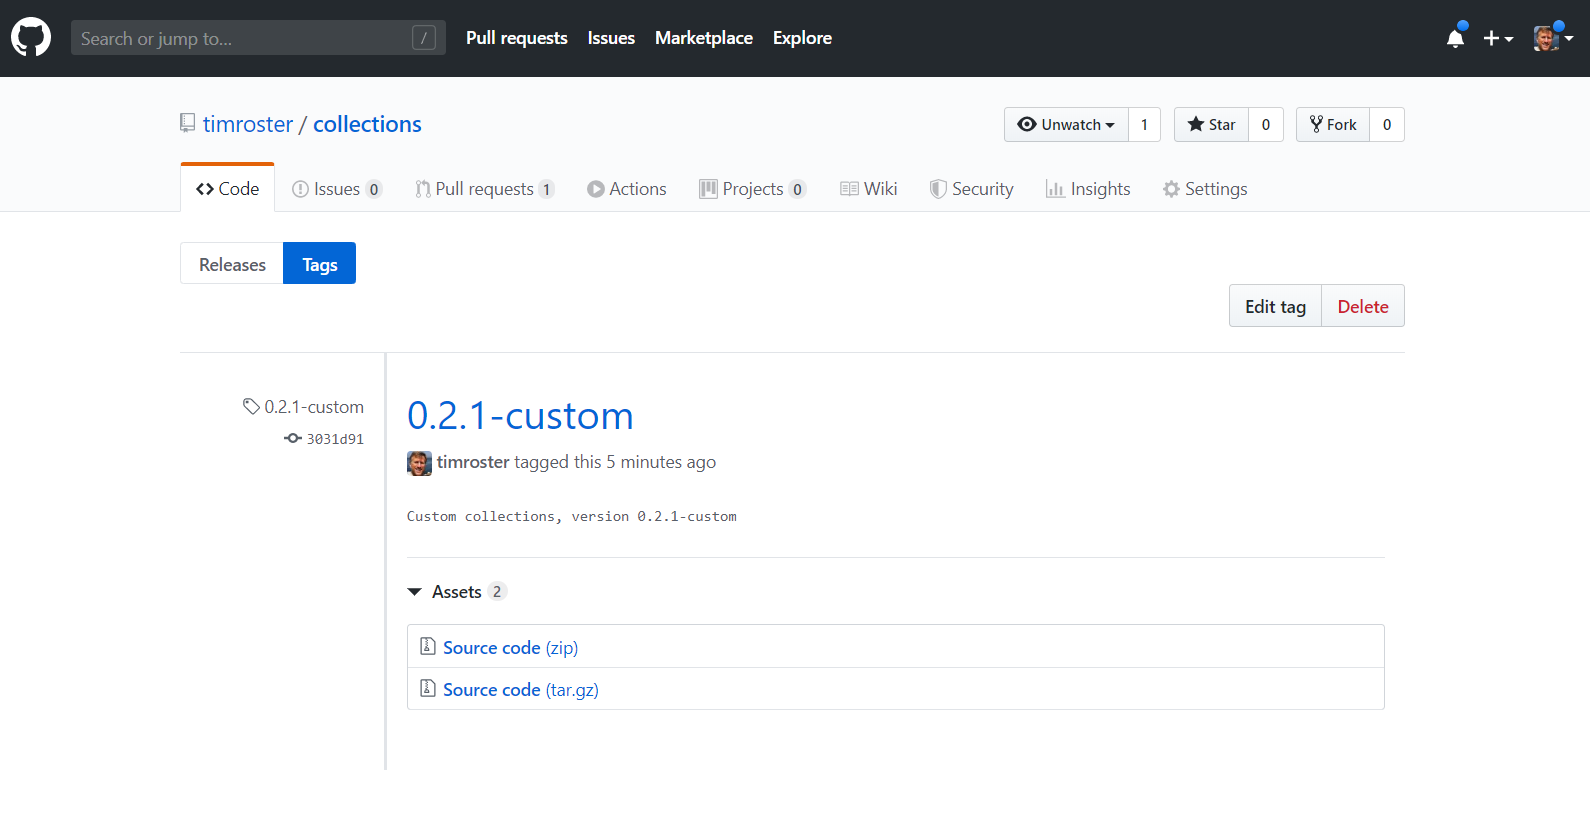 Search or jump to... /
Pull requests Issues Marketplace Explore
timroster / collections
Unwatch 1 Star 0 Fork 0
Code Issues 0 Pull requests 1 Actions Projects 0 Wiki Security Insights Settings
Releases Tags
Edit tag Delete
0.2.1-custom
3031d91
0.2.1-custom
timroster tagged this 5 minutes ago
Custom collections, version 0.2.1-custom
Assets 2
Source code (zip)
Source code (tar.gz)